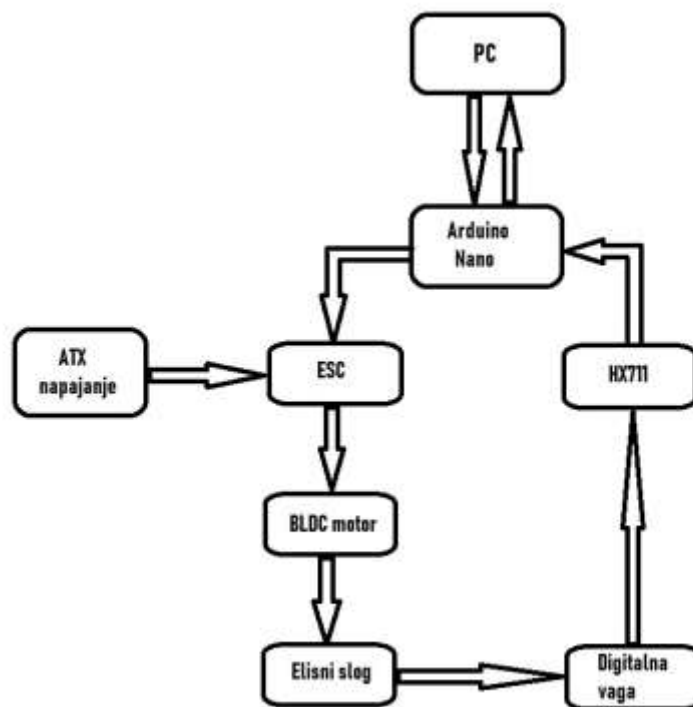 PC
Arduino
Nano
ATX
napajanje
ESC
HX711
BLDC motor
Elisni slog
Digitalna
vaga